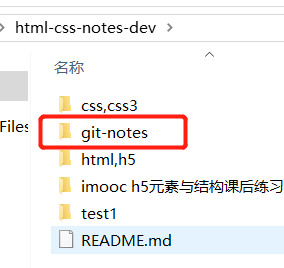 html-css-notes-dev
名称
css,css3
git-notes
Files
html,h5
imooc h5元素与结构课后练习
test1
README.md